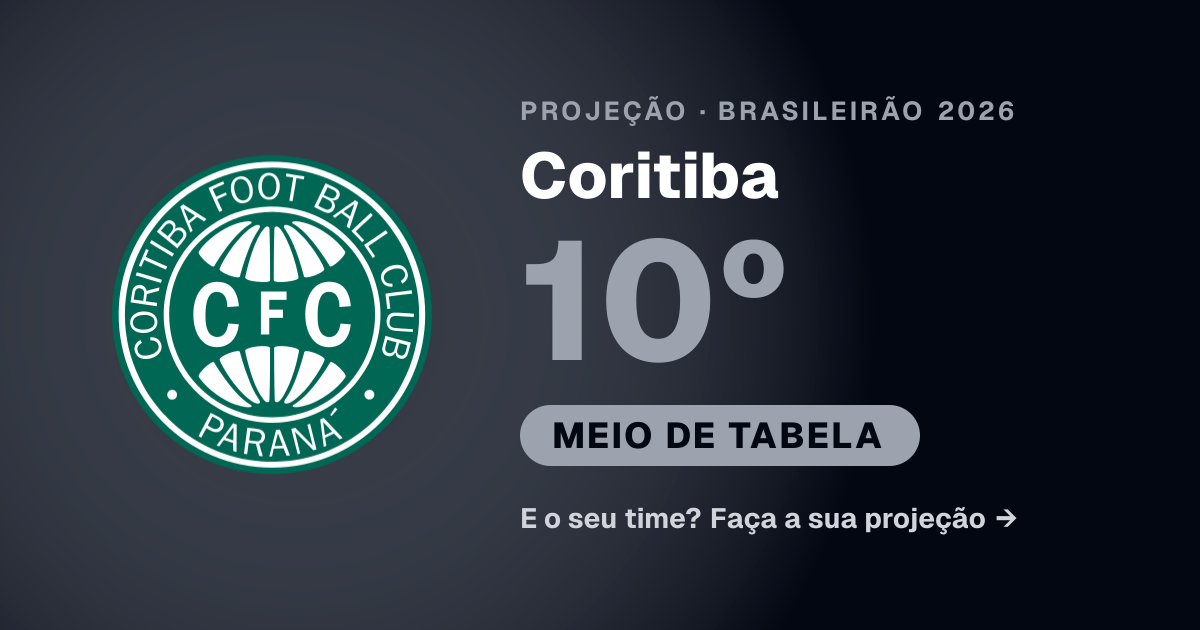 CORITIBA FOOT BALL CLUB
CFC
• PARANÁ •
PROJEÇÃO · BRASILEIRÃO 2026
Coritiba
10º
MEIO DE TABELA
E o seu time? Faça a sua projeção →